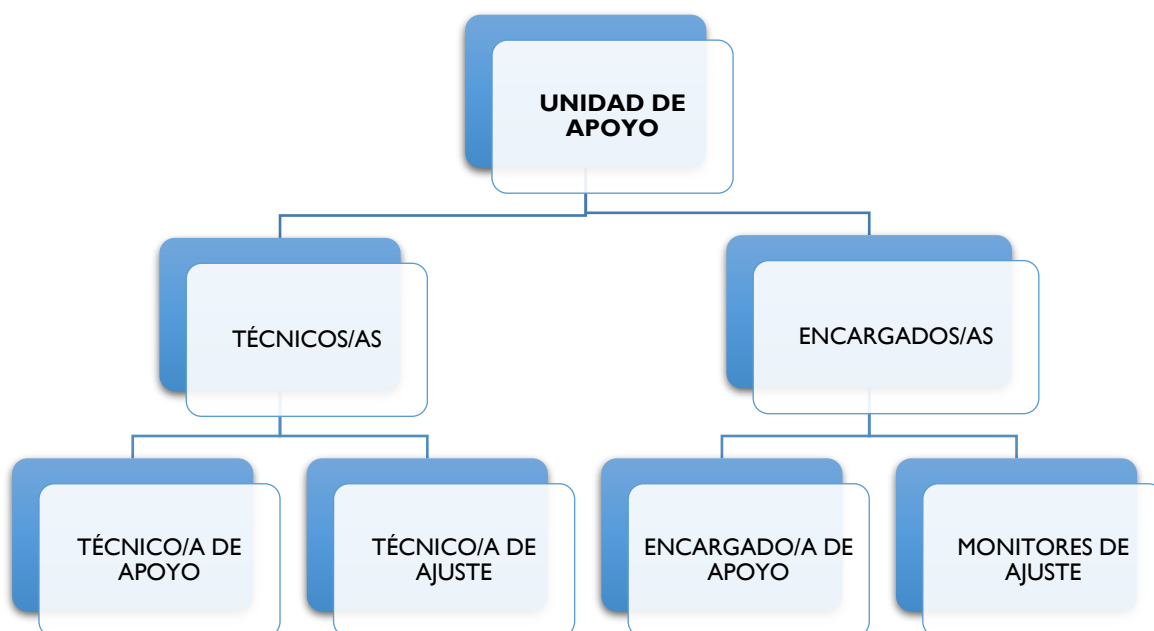 UNIDAD DE
APOYO
TÉCNICOS/AS
ENCARGADOS/AS
TÉCNICO/A DE
APOYO
TÉCNICO/A DE
AJUSTE
ENCARGADO/A DE
APOYO
MONITORES DE
AJUSTE